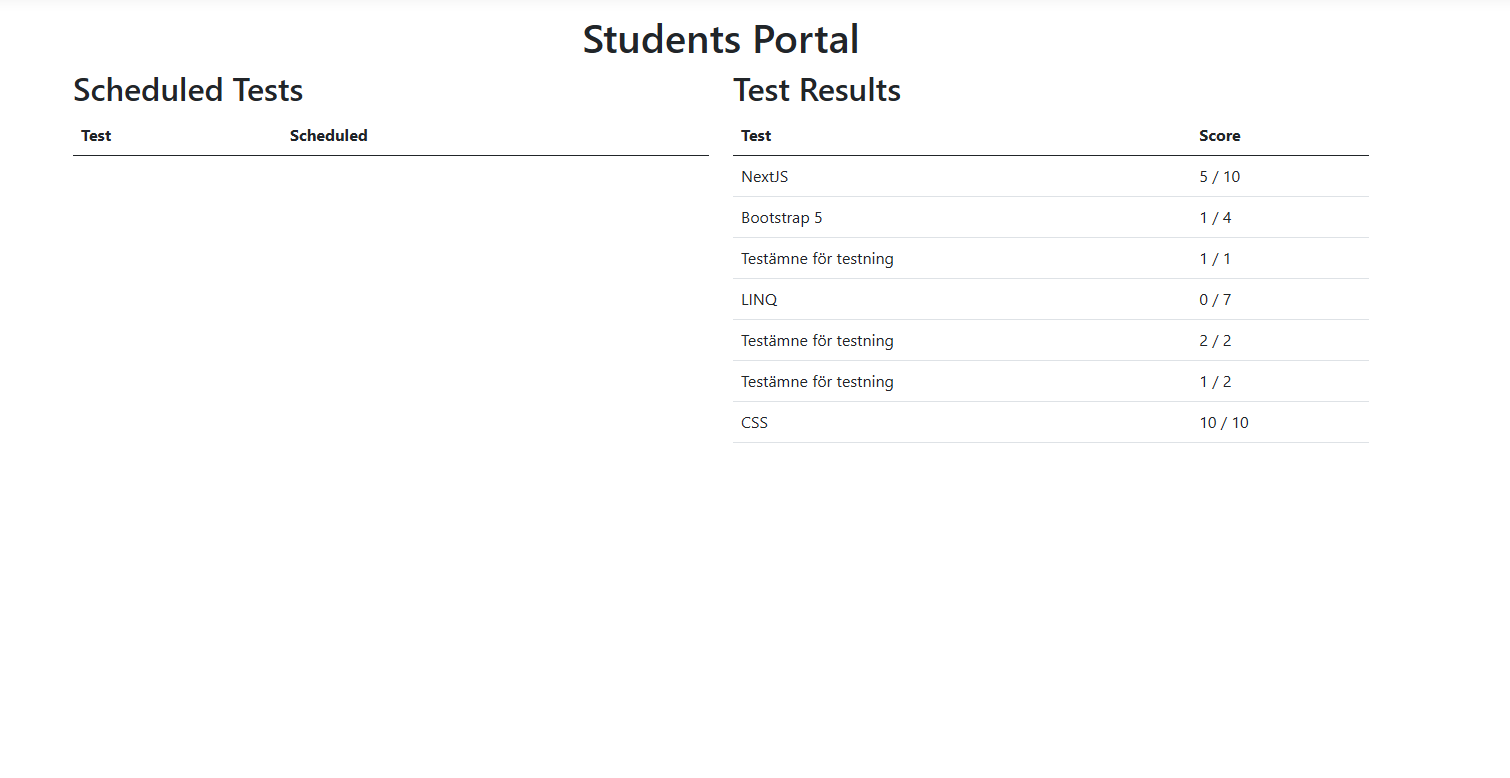 Students Portal
Scheduled Tests
Test Scheduled
Test Results
Test Score
NextJS 5 / 10
Bootstrap 5 1 / 4
Testämne för testning 1 / 1
LINQ 0 / 7
Testämne för testning 2 / 2
Testämne för testning 1 / 2
CSS 10 / 10